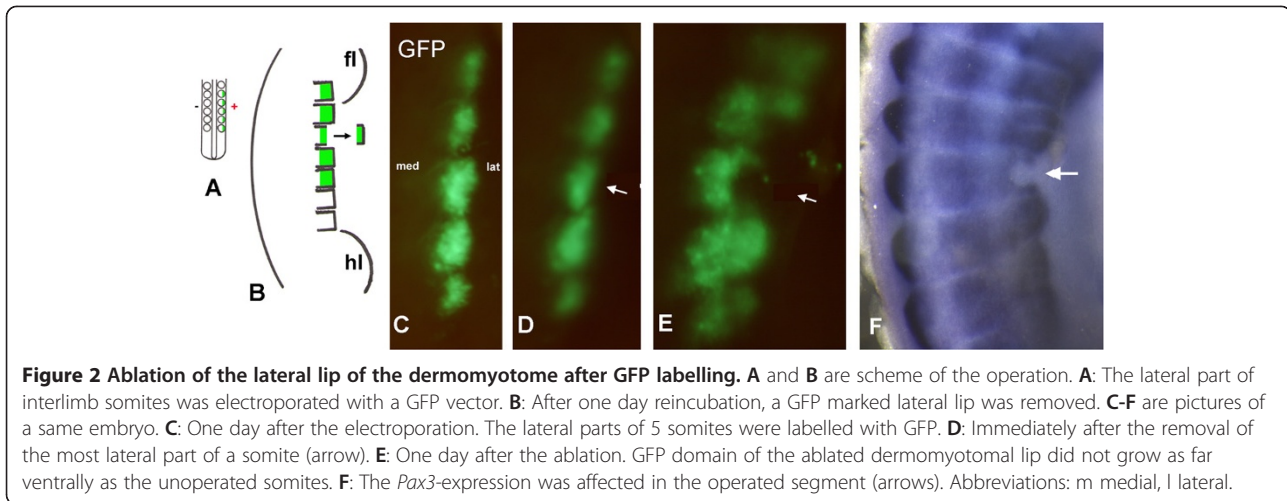 GFP
fl
- +
med lat
hl
A
B
C
D
E
F
Figure 2 Ablation of the lateral lip of the dermomyotome after GFP labelling. A and B are scheme of the operation. A: The lateral part of
interlimb somites was electroporated with a GFP vector. B: After one day reincubation, a GFP marked lateral lip was removed. C-F are pictures of
a same embryo. C: One day after the electroporation. The lateral parts of 5 somites were labelled with GFP. D: Immediately after the removal of
the most lateral part of a somite (arrow). E: One day after the ablation. GFP domain of the ablated dermomyotomal lip did not grow as far
ventrally as the unoperated somites. F: The Pax3-expression was affected in the operated segment (arrows). Abbreviations: m medial, l lateral.